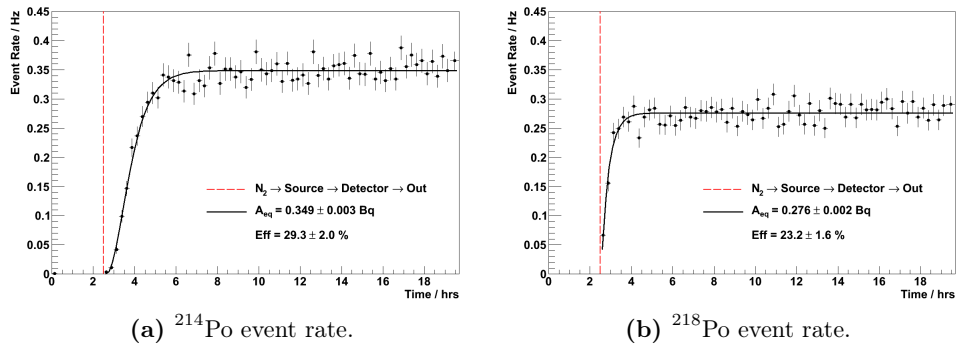 Event Rate / Hz
0.45
0.4
0.35
0.3
0.25
0.2
0.15
0.1
0.05
0
N₂ → Source → Detector → Out
A_eq = 0.349 ± 0.003 Bq
Eff = 29.3 ± 2.0 %
0 2 4 6 8 10 12 14 16 18
Time / hrs
(a) ²¹⁴Po event rate.
Event Rate / Hz
0.45
0.4
0.35
0.3
0.25
0.2
0.15
0.1
0.05
0
N₂ → Source → Detector → Out
A_eq = 0.276 ± 0.002 Bq
Eff = 23.2 ± 1.6 %
0 2 4 6 8 10 12 14 16 18
Time / hrs
(b) ²¹⁸Po event rate.